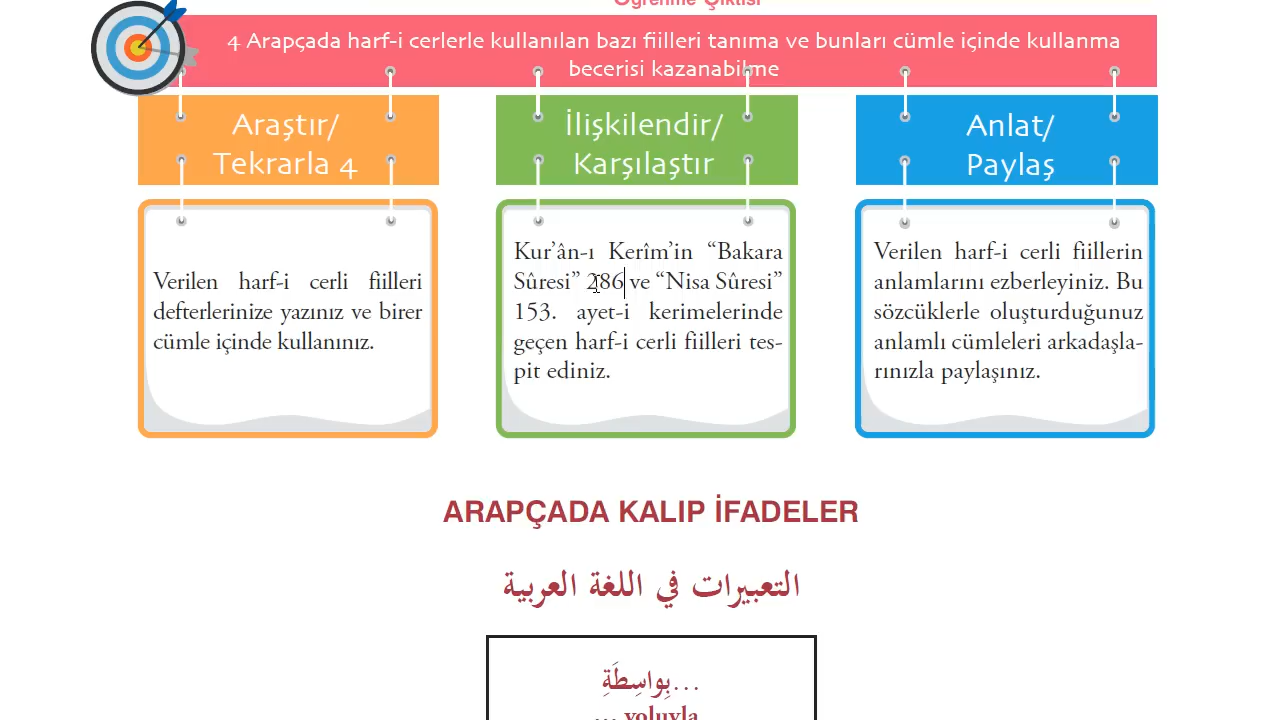 Öğrenme Çıktısı
4 Arapçada harf-i cerlerle kullanılan bazı fiilleri tanıma ve bunları cümle içinde kullanma
becerisi kazanabilme
Araştır/
Tekrarla 4
Verilen harf-i cerli fiilleri
defterlerinize yazınız ve birer
cümle içinde kullanınız.
İlişkilendir/
Karşılaştır
Kur’ân-ı Kerîm’in “Bakara
Sûresi” 286 ve “Nisa Sûresi”
153. ayet-i kerimelerinde
geçen harf-i cerli fiilleri tes-
pit ediniz.
Anlat/
Paylaş
Verilen harf-i cerli fiillerin
anlamlarını ezberleyiniz. Bu
sözcüklerle oluşturduğunuz
anlamlı cümleleri arkadaşla-
rınızla paylaşınız.
ARAPÇADA KALIP İFADELER
التعبيرات في اللغة العربية
بِواسِطَةِ...
... yoluyla